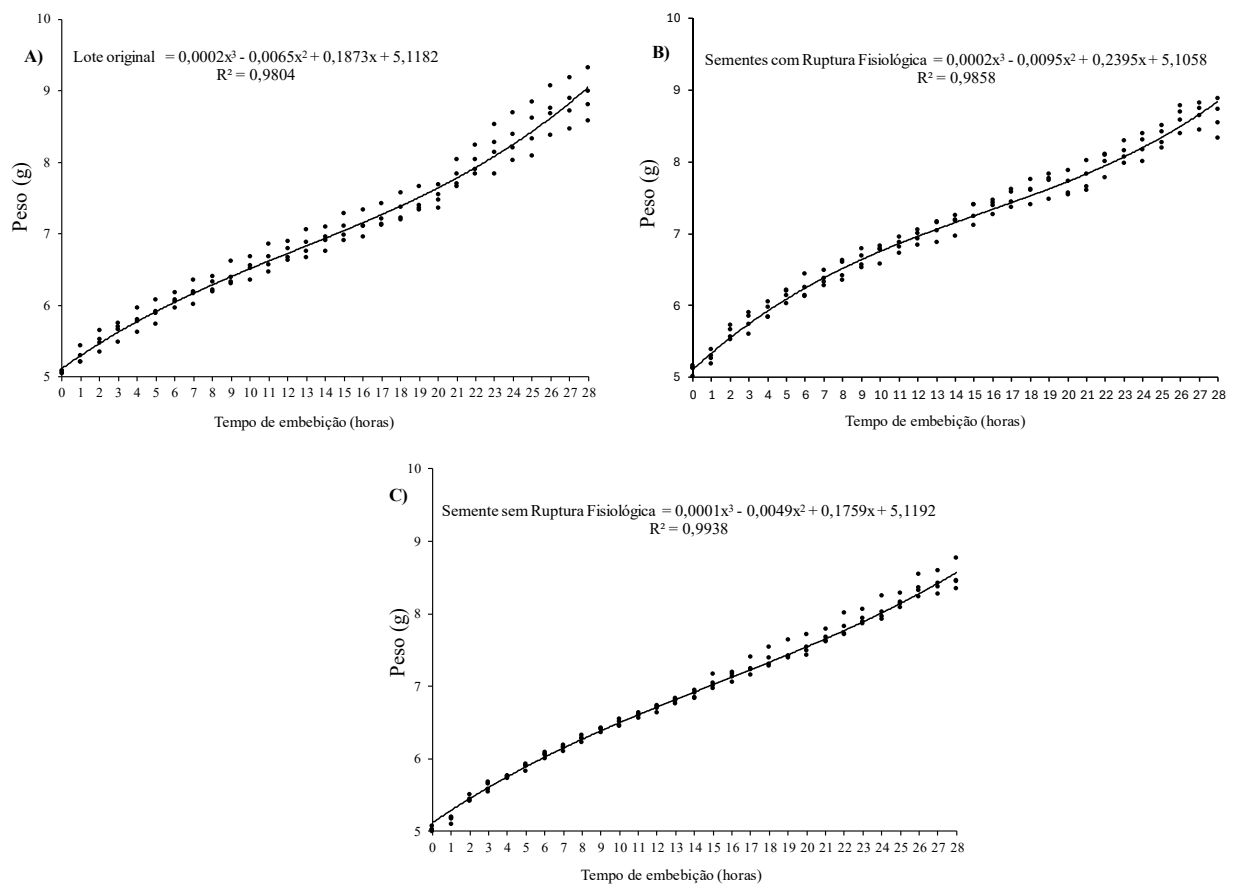 A)
Lote original = 0,0002x³ - 0,0065x² + 0,1873x + 5,1182
R² = 0,9804
Peso (g)
10
9
8
7
6
5
0 1 2 3 4 5 6 7 8 9 10 11 12 13 14 15 16 17 18 19 20 21 22 23 24 25 26 27 28
Tempo de embebição (horas)
B)
Sementes com Ruptura Fisiológica = 0,0002x³ - 0,0095x² + 0,2395x + 5,1058
R² = 0,9858
Peso (g)
10
9
8
7
6
5
0 1 2 3 4 5 6 7 8 9 10 11 12 13 14 15 16 17 18 19 20 21 22 23 24 25 26 27 28
Tempo de embebição (horas)
C)
Semente sem Ruptura Fisiológica = 0,0001x³ - 0,0049x² + 0,1759x + 5,1192
R² = 0,9938
Peso (g)
10
9
8
7
6
5
0 1 2 3 4 5 6 7 8 9 10 11 12 13 14 15 16 17 18 19 20 21 22 23 24 25 26 27 28
Tempo de embebição (horas)